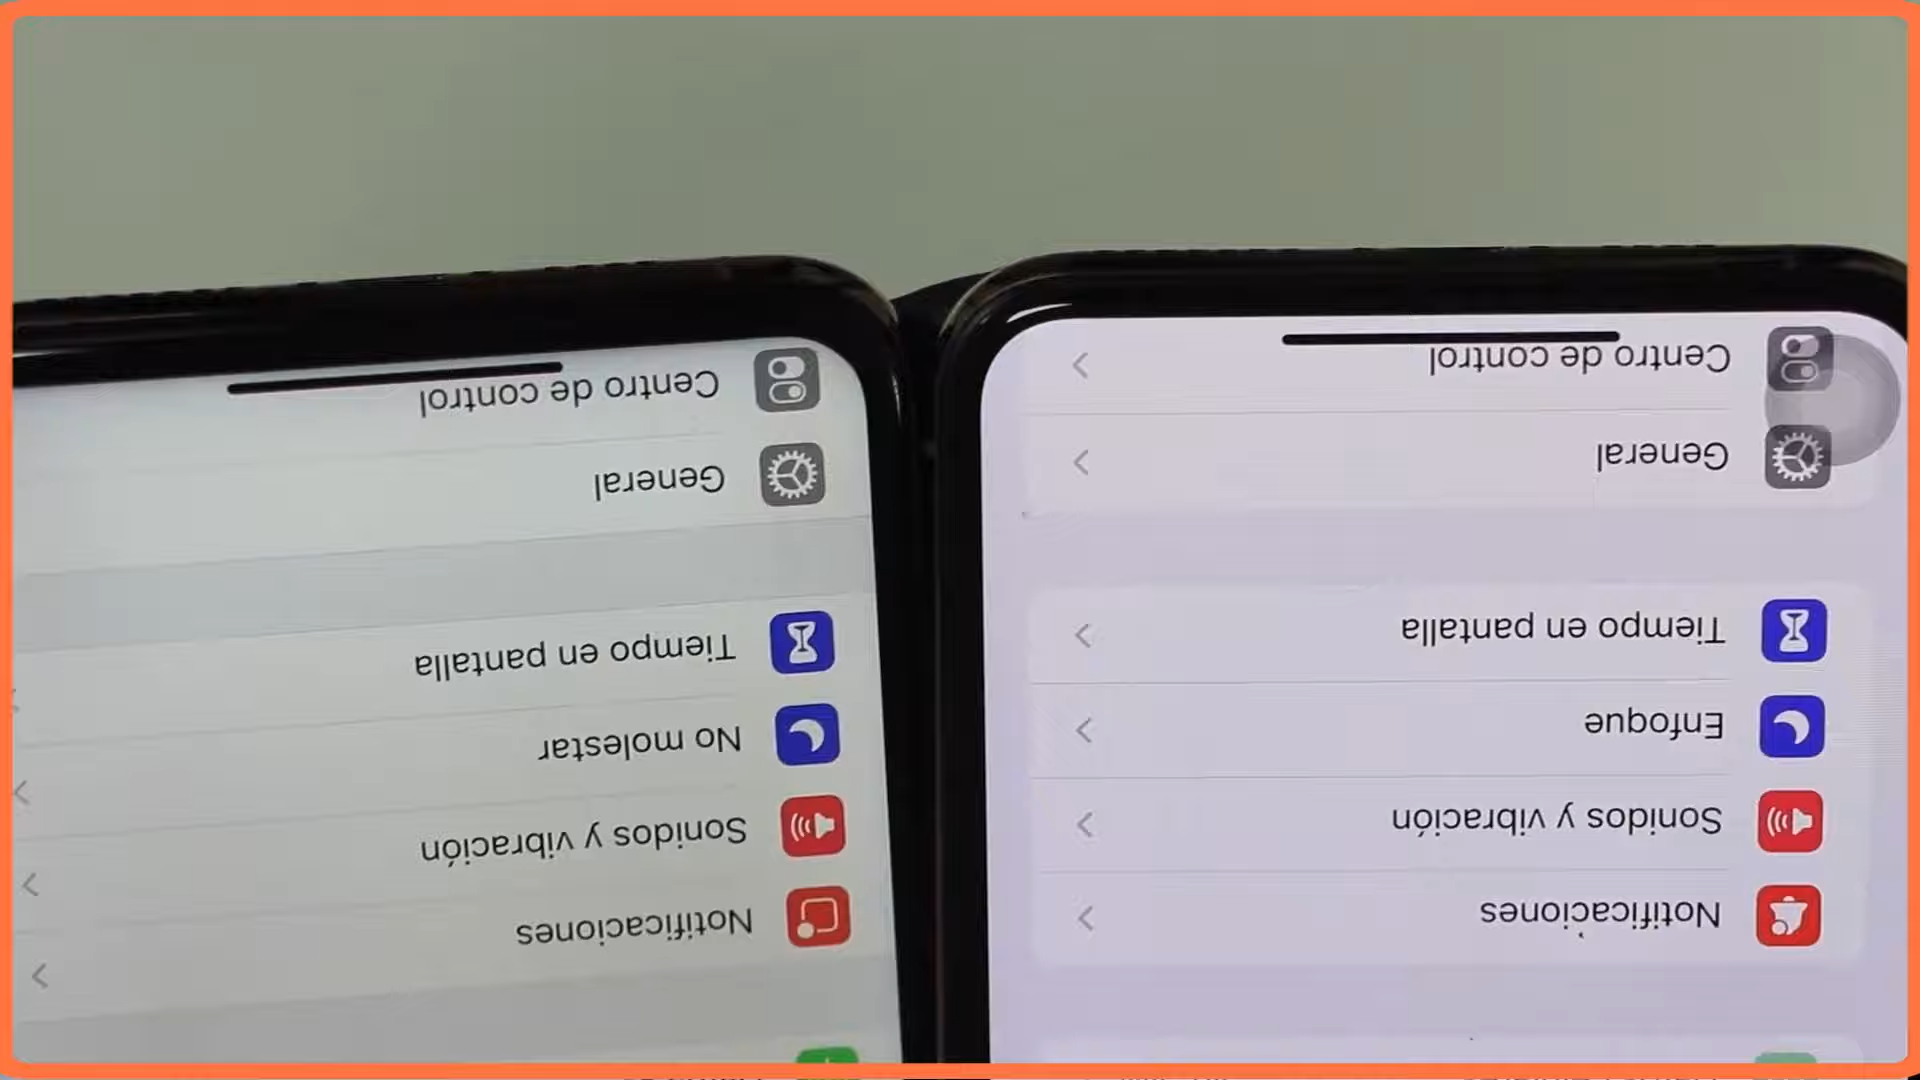 Notificaciones
Sonidos y vibración
Enfoque
Tiempo en pantalla
General
Centro de control
Notificaciones
Sonidos y vibración
No molestar
Tiempo en pantalla
General
Centro de control